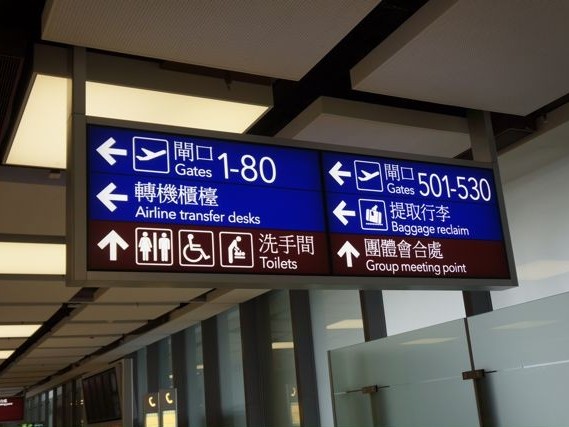 閘口
Gates 1-80
轉機櫃檯
Airline transfer desks
洗手間
Toilets
閘口
Gates 501-530
提取行李
Baggage reclaim
團體會合處
Group meeting point